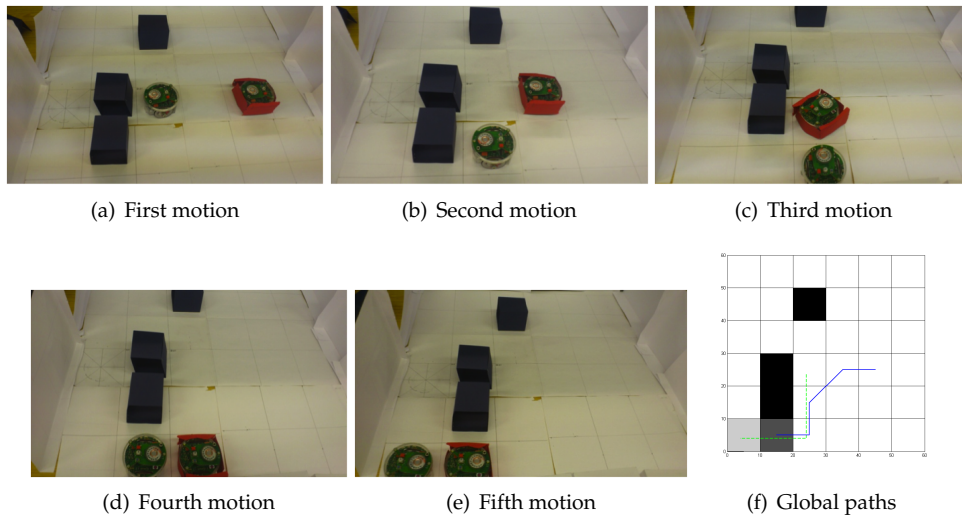 (a) First motion
(b) Second motion
(c) Third motion
60
50
40
30
20
10
0
0 10 20 30 40 50 60
(d) Fourth motion
(e) Fifth motion
(f) Global paths